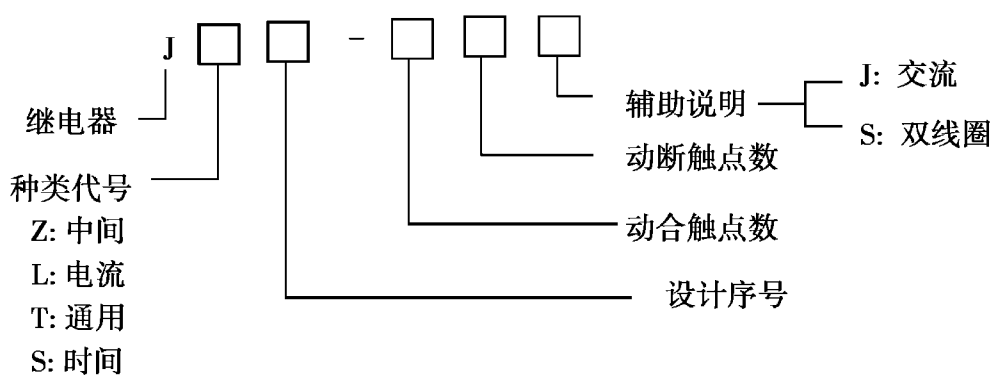 J □ □ - □ □ □
继电器
种类代号
Z: 中间
L: 电流
T: 通用
S: 时间
辅助说明
J: 交流
S: 双线圈
动断触点数
动合触点数
设计序号